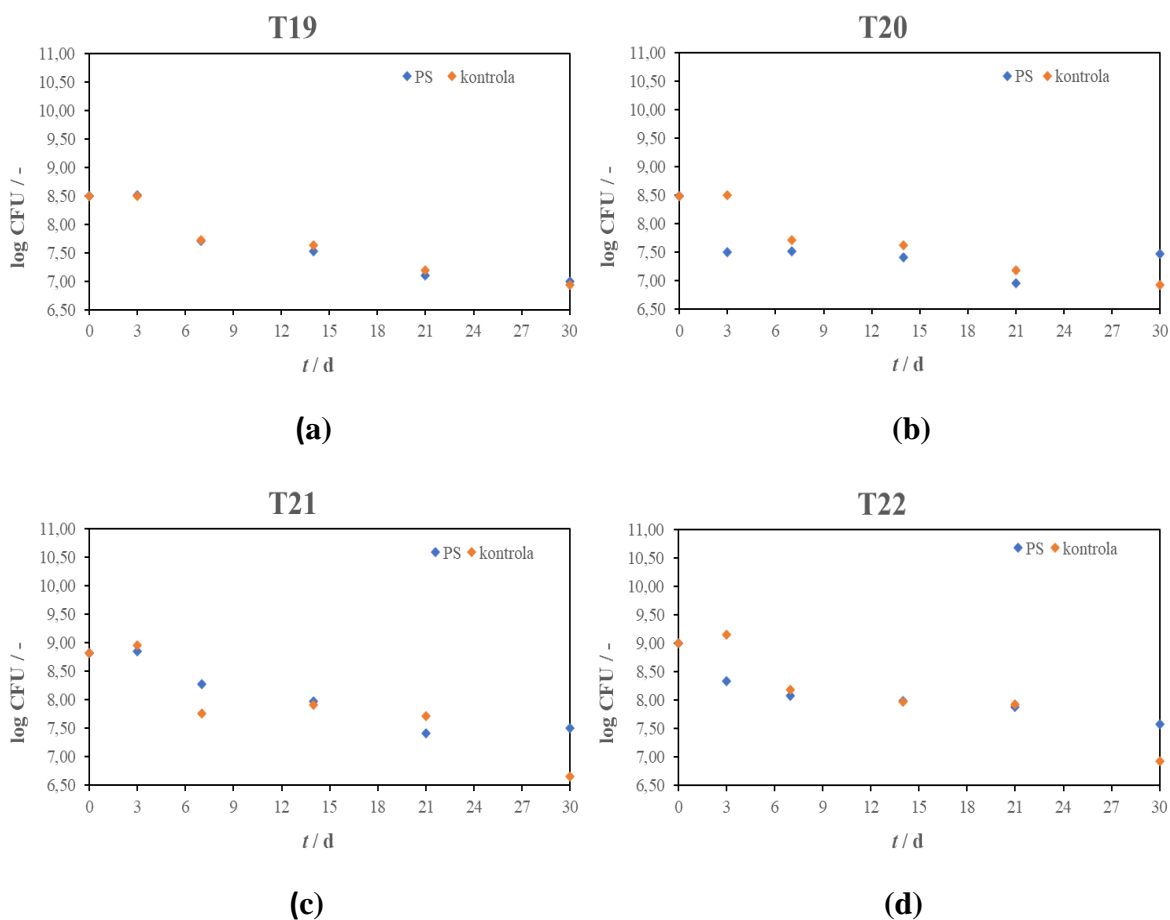 T19
11,00
10,50
10,00
9,50
9,00
8,50
8,00
7,50
7,00
6,50
log CFU / -
PS kontrola
0 3 6 9 12 15 18 21 24 27 30
t / d
(a)
T20
11,00
10,50
10,00
9,50
9,00
8,50
8,00
7,50
7,00
6,50
log CFU / -
PS kontrola
0 3 6 9 12 15 18 21 24 27 30
t / d
(b)
T21
11,00
10,50
10,00
9,50
9,00
8,50
8,00
7,50
7,00
6,50
log CFU / -
PS kontrola
0 3 6 9 12 15 18 21 24 27 30
t / d
(c)
T22
11,00
10,50
10,00
9,50
9,00
8,50
8,00
7,50
7,00
6,50
log CFU / -
PS kontrola
0 3 6 9 12 15 18 21 24 27 30
t / d
(d)